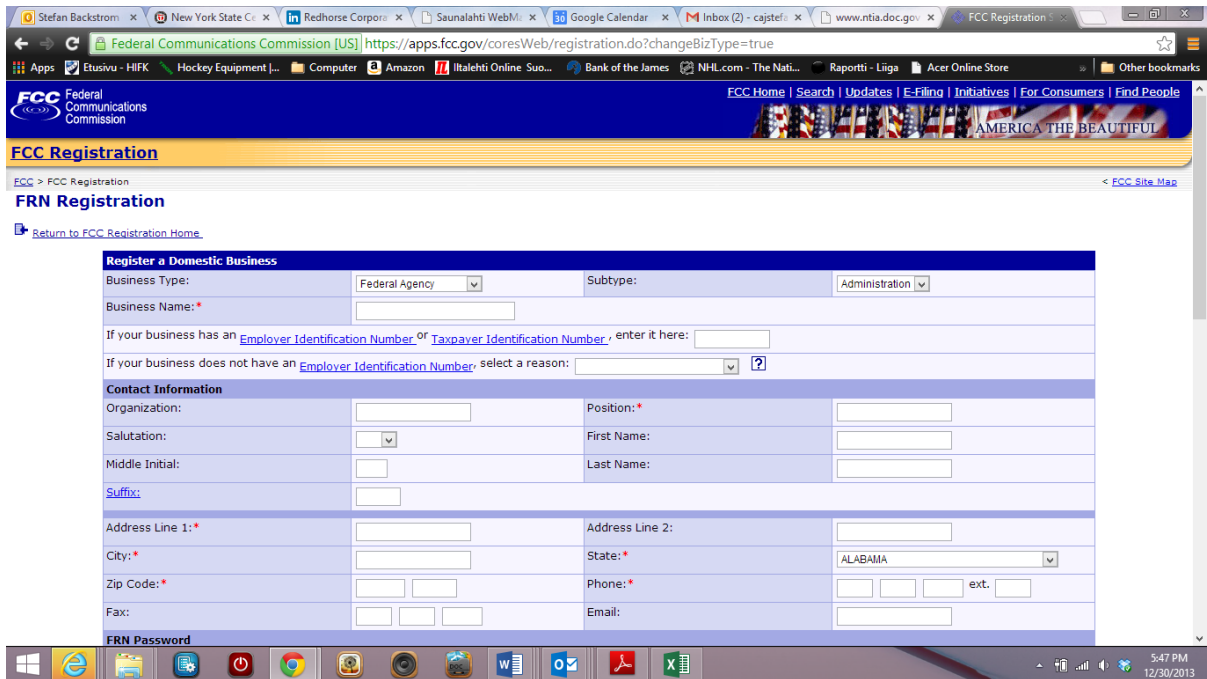 Stefan Backstrom New York State Ce Redhorse Corpora Saunalahti WebMa Google Calendar Inbox (2) - cajstefa www.ntia.doc.gov FCC Registration S
Federal Communications Commission [US] https://apps.fcc.gov/coresWeb/registration.do?changeBizType=true
Apps Etusivu - HIFK Hockey Equipment |... Computer Amazon Iltalehti Online Suo... Bank of the James NHL.com - The Nati... Raportti - Liiga Acer Online Store » Other bookmarks
FCC Federal Communications Commission
FCC Home | Search | Updates | E-Filing | Initiatives | For Consumers | Find People
AMERICA THE BEAUTIFUL
FCC Registration
FCC > FCC Registration < FCC Site Map
FRN Registration
Return to FCC Registration Home
Register a Domestic Business
Business Type: Federal Agency Subtype: Administration
Business Name:*
If your business has an Employer Identification Number or Taxpayer Identification Number , enter it here:
If your business does not have an Employer Identification Number, select a reason: ?
Contact Information
Organization: Position:*
Salutation: First Name:
Middle Initial: Last Name:
Suffix:
Address Line 1:* Address Line 2:
City:* State:* ALABAMA
Zip Code:* Phone:* ext.
Fax: Email:
FRN Password
5:47 PM
12/30/2013